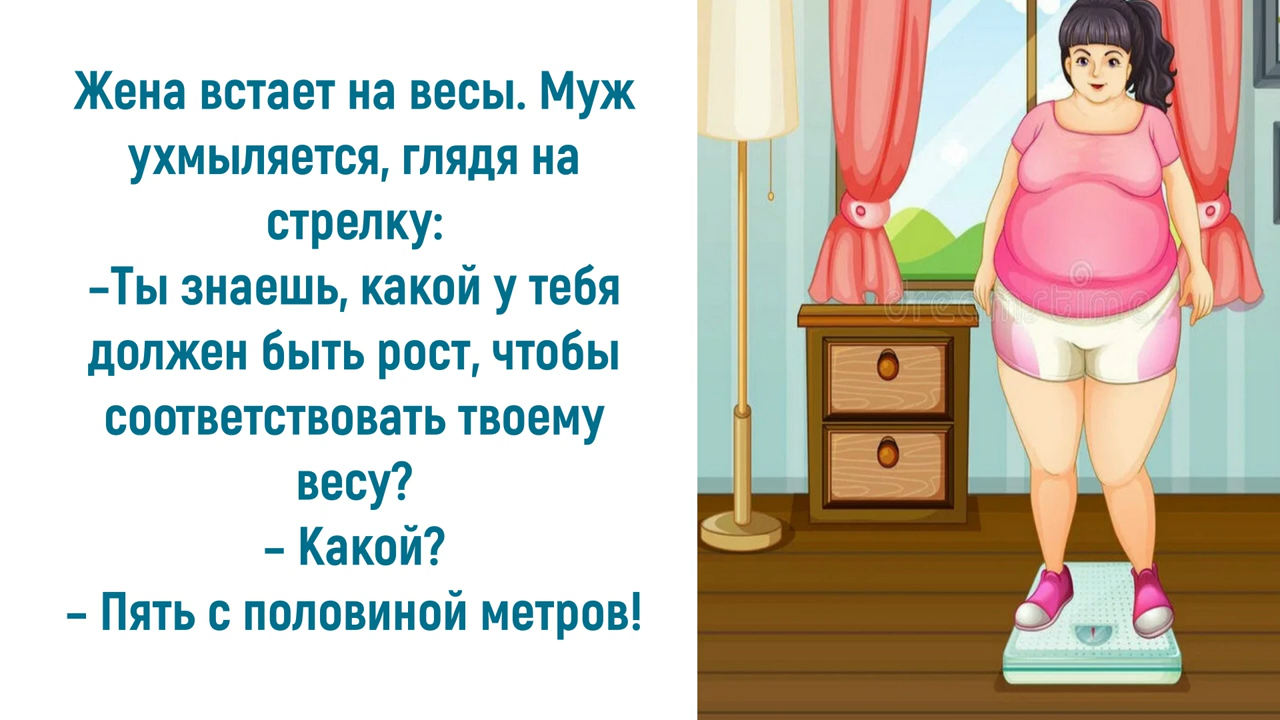 Жена встает на весы. Муж
ухмыляется, глядя на
стрелку:
–Ты знаешь, какой у тебя
должен быть рост, чтобы
соответствовать твоему
весу?
– Какой?
– Пять с половиной метров!
dreamstime